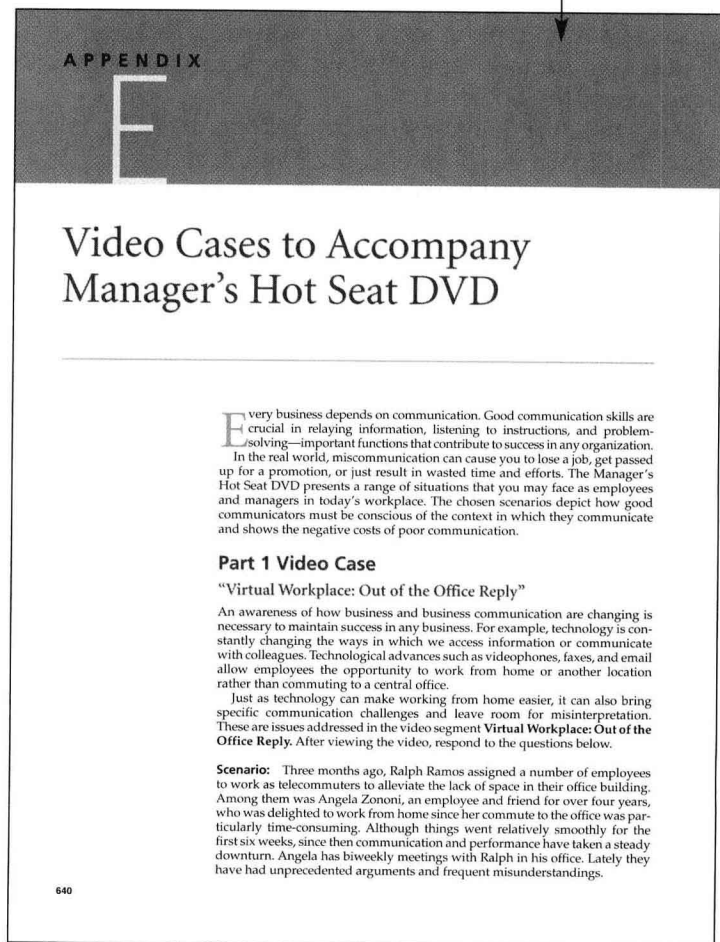 APPENDIX
E
Video Cases to Accompany
Manager's Hot Seat DVD
Every business depends on communication. Good communication skills are
crucial in relaying information, listening to instructions, and problem-
solving—important functions that contribute to success in any organization.
In the real world, miscommunication can cause you to lose a job, get passed
up for a promotion, or just result in wasted time and efforts. The Manager's
Hot Seat DVD presents a range of situations that you may face as employees
and managers in today's workplace. The chosen scenarios depict how good
communicators must be conscious of the context in which they communicate
and shows the negative costs of poor communication.
Part 1 Video Case
"Virtual Workplace: Out of the Office Reply"
An awareness of how business and business communication are changing is
necessary to maintain success in any business. For example, technology is con-
stantly changing the ways in which we access information or communicate
with colleagues. Technological advances such as videophones, faxes, and email
allow employees the opportunity to work from home or another location
rather than commuting to a central office.
Just as technology can make working from home easier, it can also bring
specific communication challenges and leave room for misinterpretation.
These are issues addressed in the video segment Virtual Workplace: Out of the
Office Reply. After viewing the video, respond to the questions below.
Scenario: Three months ago, Ralph Ramos assigned a number of employees
to work as telecommuters to alleviate the lack of space in their office building.
Among them was Angela Zononi, an employee and friend for over four years,
who was delighted to work from home since her commute to the office was par-
ticularly time-consuming. Although things went relatively smoothly for the
first six weeks, since then communication and performance have taken a steady
downturn. Angela has biweekly meetings with Ralph in his office. Lately they
have had unprecedented arguments and frequent misunderstandings.
640